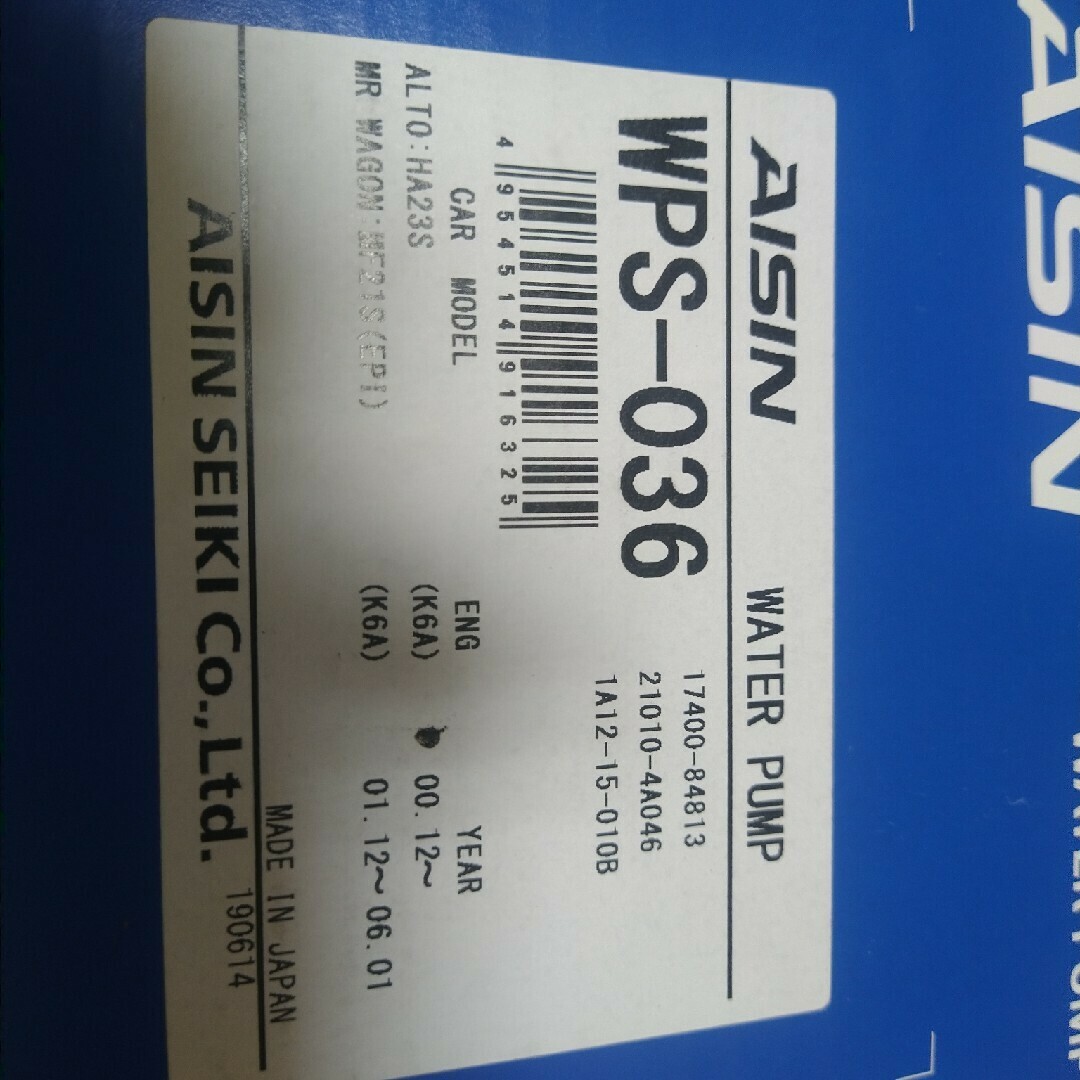 AISIN
WATER PUMP
AISIN WATER PUMP
WPS-036
17400-84813
21010-4A046
1A12-15-010B
4 954514 916325
CAR MODEL ENG YEAR
ALTO:HA23S (K6A) 00.12~
MR WAGON:MF21S(EPI) (K6A) 01.12~06.01
MADE IN JAPAN
AISIN SEIKI Co.,Ltd. 190614